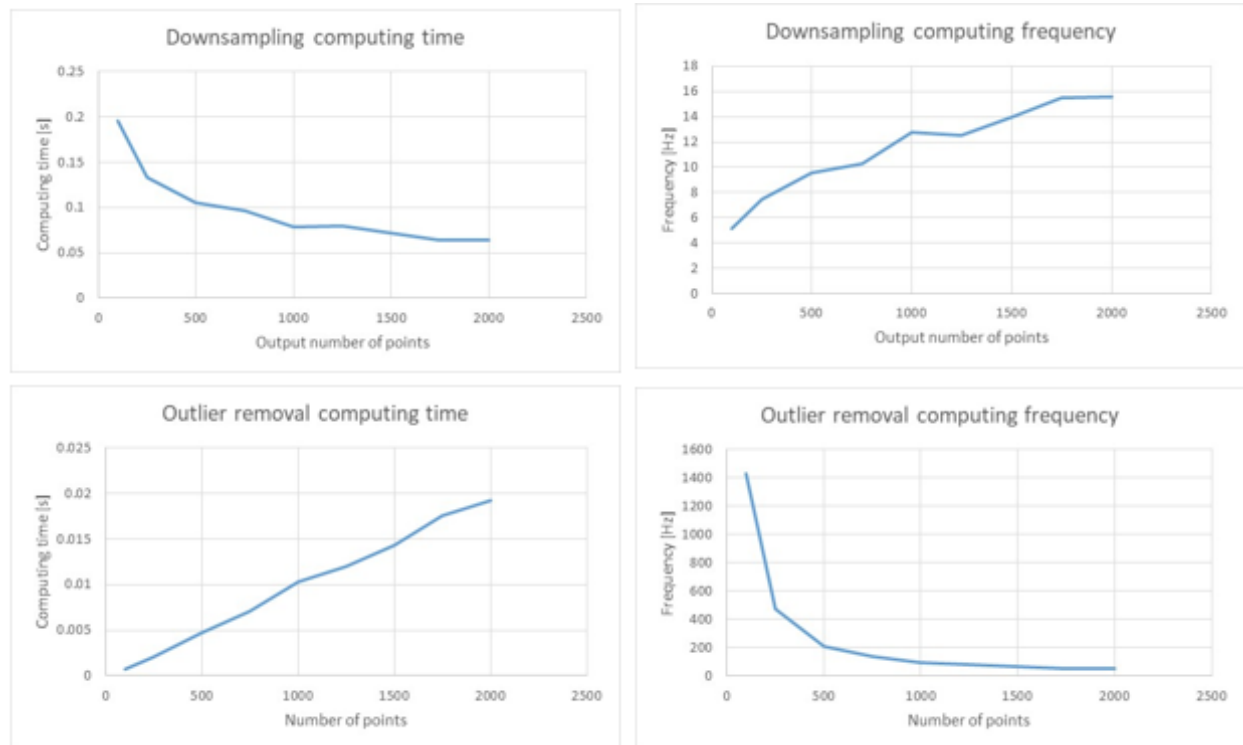 Downsampling computing time
0.25
0.2
0.15
0.1
0.05
0
Computing time [s]
0 500 1000 1500 2000 2500
Output number of points
Downsampling computing frequency
18
16
14
12
10
8
6
4
2
0
Frequency [Hz]
0 500 1000 1500 2000 2500
Output number of points
Outlier removal computing time
0.025
0.02
0.015
0.01
0.005
0
Computing time [s]
0 500 1000 1500 2000 2500
Number of points
Outlier removal computing frequency
1600
1400
1200
1000
800
600
400
200
0
Frequency [Hz]
0 500 1000 1500 2000 2500
Number of points